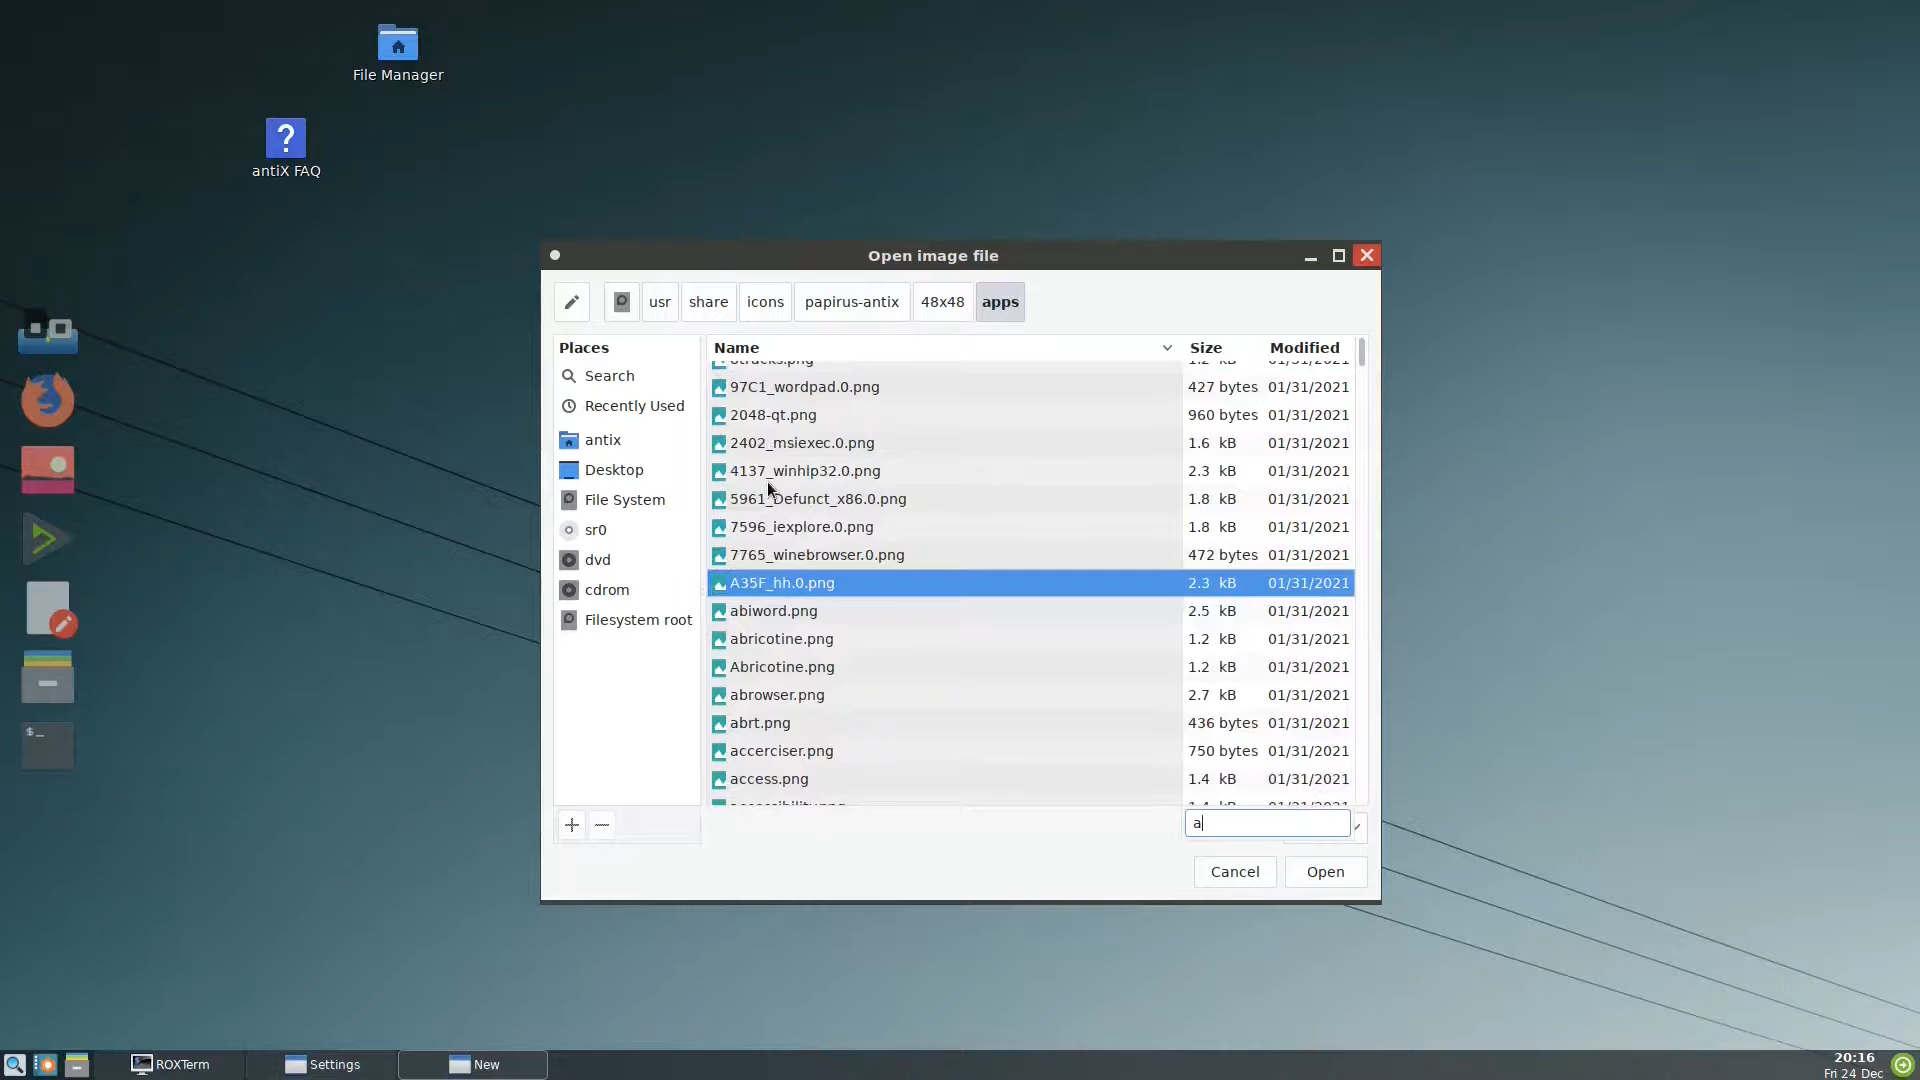 File Manager
antiX FAQ
Open image file
usr share icons papirus-antix 48x48 apps
Places
Search
Recently Used
antix
Desktop
File System
sr0
dvd
cdrom
Filesystem root
Name Size Modified
97C1_wordpad.0.png 427 bytes 01/31/2021
2048-qt.png 960 bytes 01/31/2021
2402_msiexec.0.png 1.6 kB 01/31/2021
4137_winhlp32.0.png 2.3 kB 01/31/2021
5961_Defunct_x86.0.png 1.8 kB 01/31/2021
7596_iexplore.0.png 1.8 kB 01/31/2021
7765_winebrowser.0.png 472 bytes 01/31/2021
A35F_hh.0.png 2.3 kB 01/31/2021
abiword.png 2.5 kB 01/31/2021
abricotine.png 1.2 kB 01/31/2021
Abricotine.png 1.2 kB 01/31/2021
abrowser.png 2.7 kB 01/31/2021
abrt.png 436 bytes 01/31/2021
accerciser.png 750 bytes 01/31/2021
access.png 1.4 kB 01/31/2021
a
Cancel Open
$_
ROXTerm Settings New
20:16
Fri 24 Dec